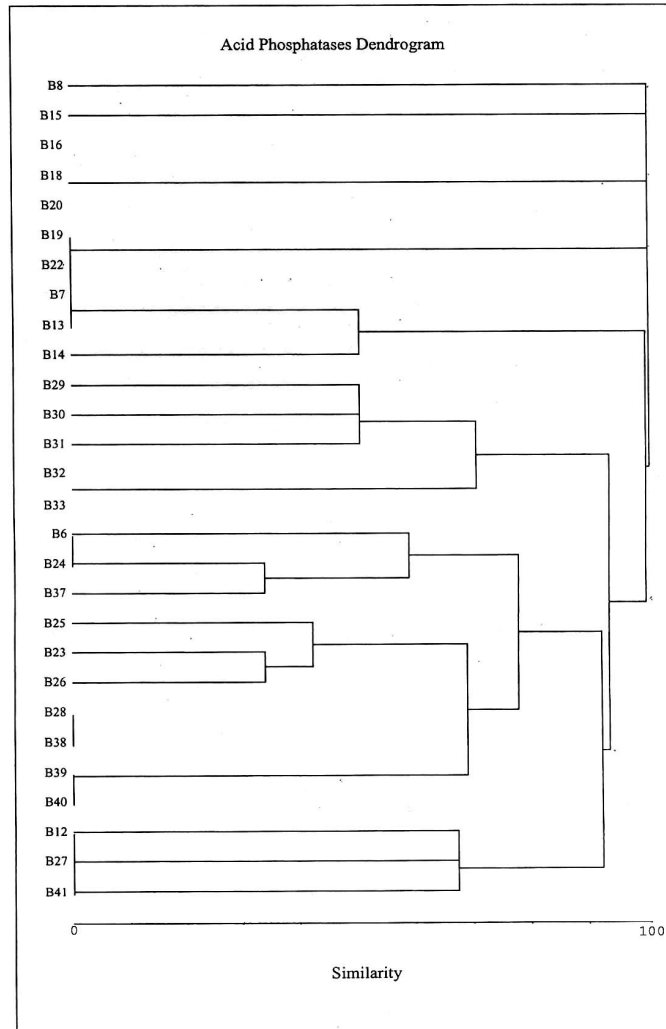 Acid Phosphatases Dendrogram
B8
B15
B16
B18
B20
B19
B22
B7
B13
B14
B29
B30
B31
B32
B33
B6
B24
B37
B25
B23
B26
B28
B38
B39
B40
B12
B27
B41
0 100
Similarity